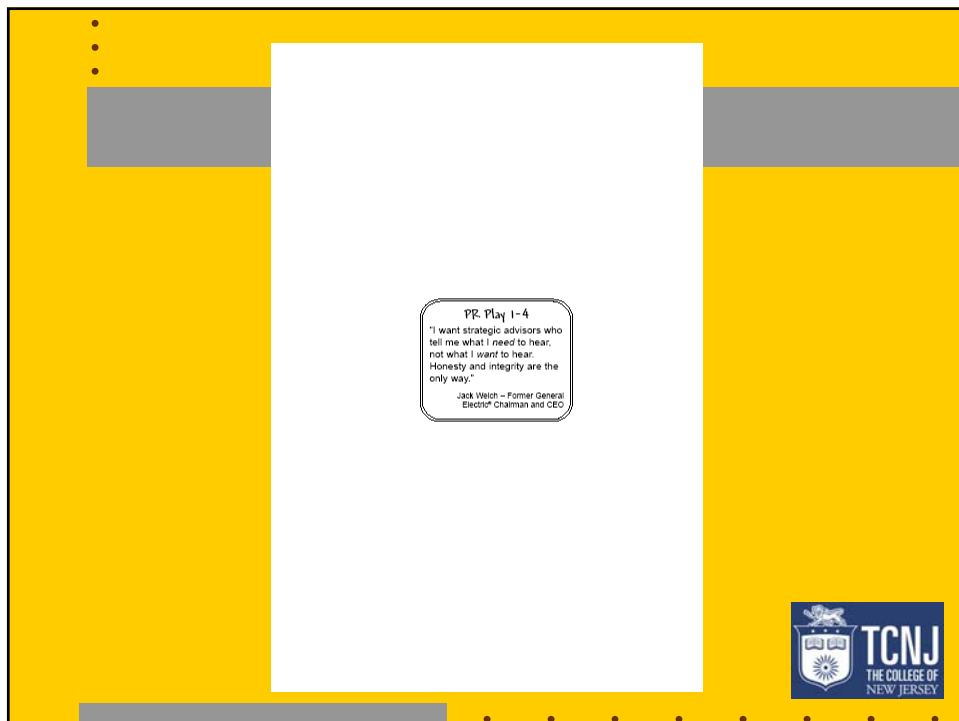 PR Play 1-4
"I want strategic advisors who
tell me what I need to hear,
not what I want to hear.
Honesty and integrity are the
only way."
Jack Welch – Former General
Electric® Chairman and CEO
TCNJ
THE COLLEGE OF
NEW JERSEY